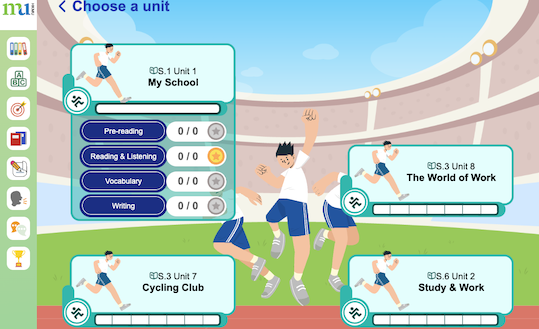 mu
Choose a unit
S.1 Unit 1
My School
Pre-reading 0 / 0
Reading & Listening 0 / 0
Vocabulary 0 / 0
Writing 0 / 0
S.3 Unit 8
The World of Work
S.3 Unit 7
Cycling Club
S.6 Unit 2
Study & Work
A
B C